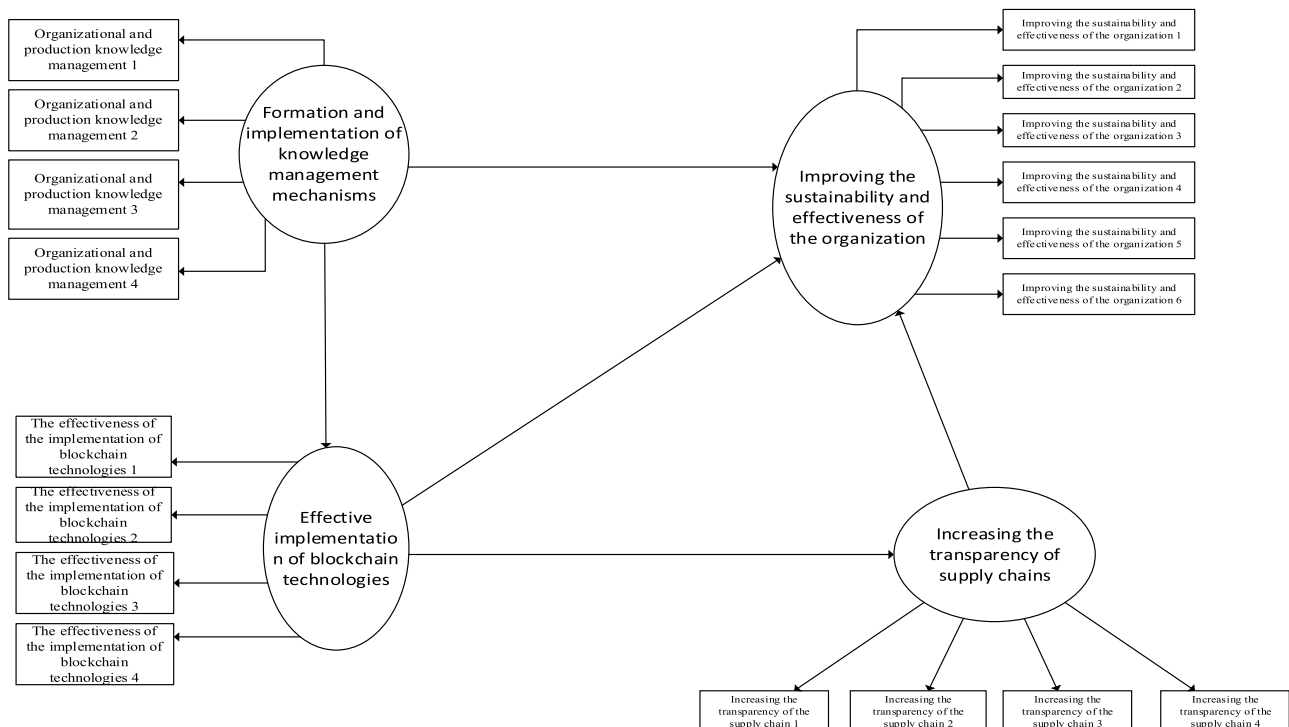 Organizational and
production knowledge
management 1
Organizational and
production knowledge
management 2
Organizational and
production knowledge
management 3
Organizational and
production knowledge
management 4
Formation and
implementation of
knowledge
management
mechanisms
Improving the
sustainability and
effectiveness of
the organization
Improving the sustainability and
effectiveness of the organization 1
Improving the sustainability and
effectiveness of the organization 2
Improving the sustainability and
effectiveness of the organization 3
Improving the sustainability and
effectiveness of the organization 4
Improving the sustainability and
effectiveness of the organization 5
Improving the sustainability and
effectiveness of the organization 6
The effectiveness of
the implementation of
blockchain
technologies 1
The effectiveness of
the implementation of
blockchain
technologies 2
The effectiveness of
the implementation of
blockchain
technologies 3
The effectiveness of
the implementation of
blockchain
technologies 4
Effective
implementatio
n of blockchain
technologies
Increasing the
transparency of
supply chains
Increasing the
transparency of the
supply chain 1
Increasing the
transparency of the
supply chain 2
Increasing the
transparency of the
supply chain 3
Increasing the
transparency of the
supply chain 4